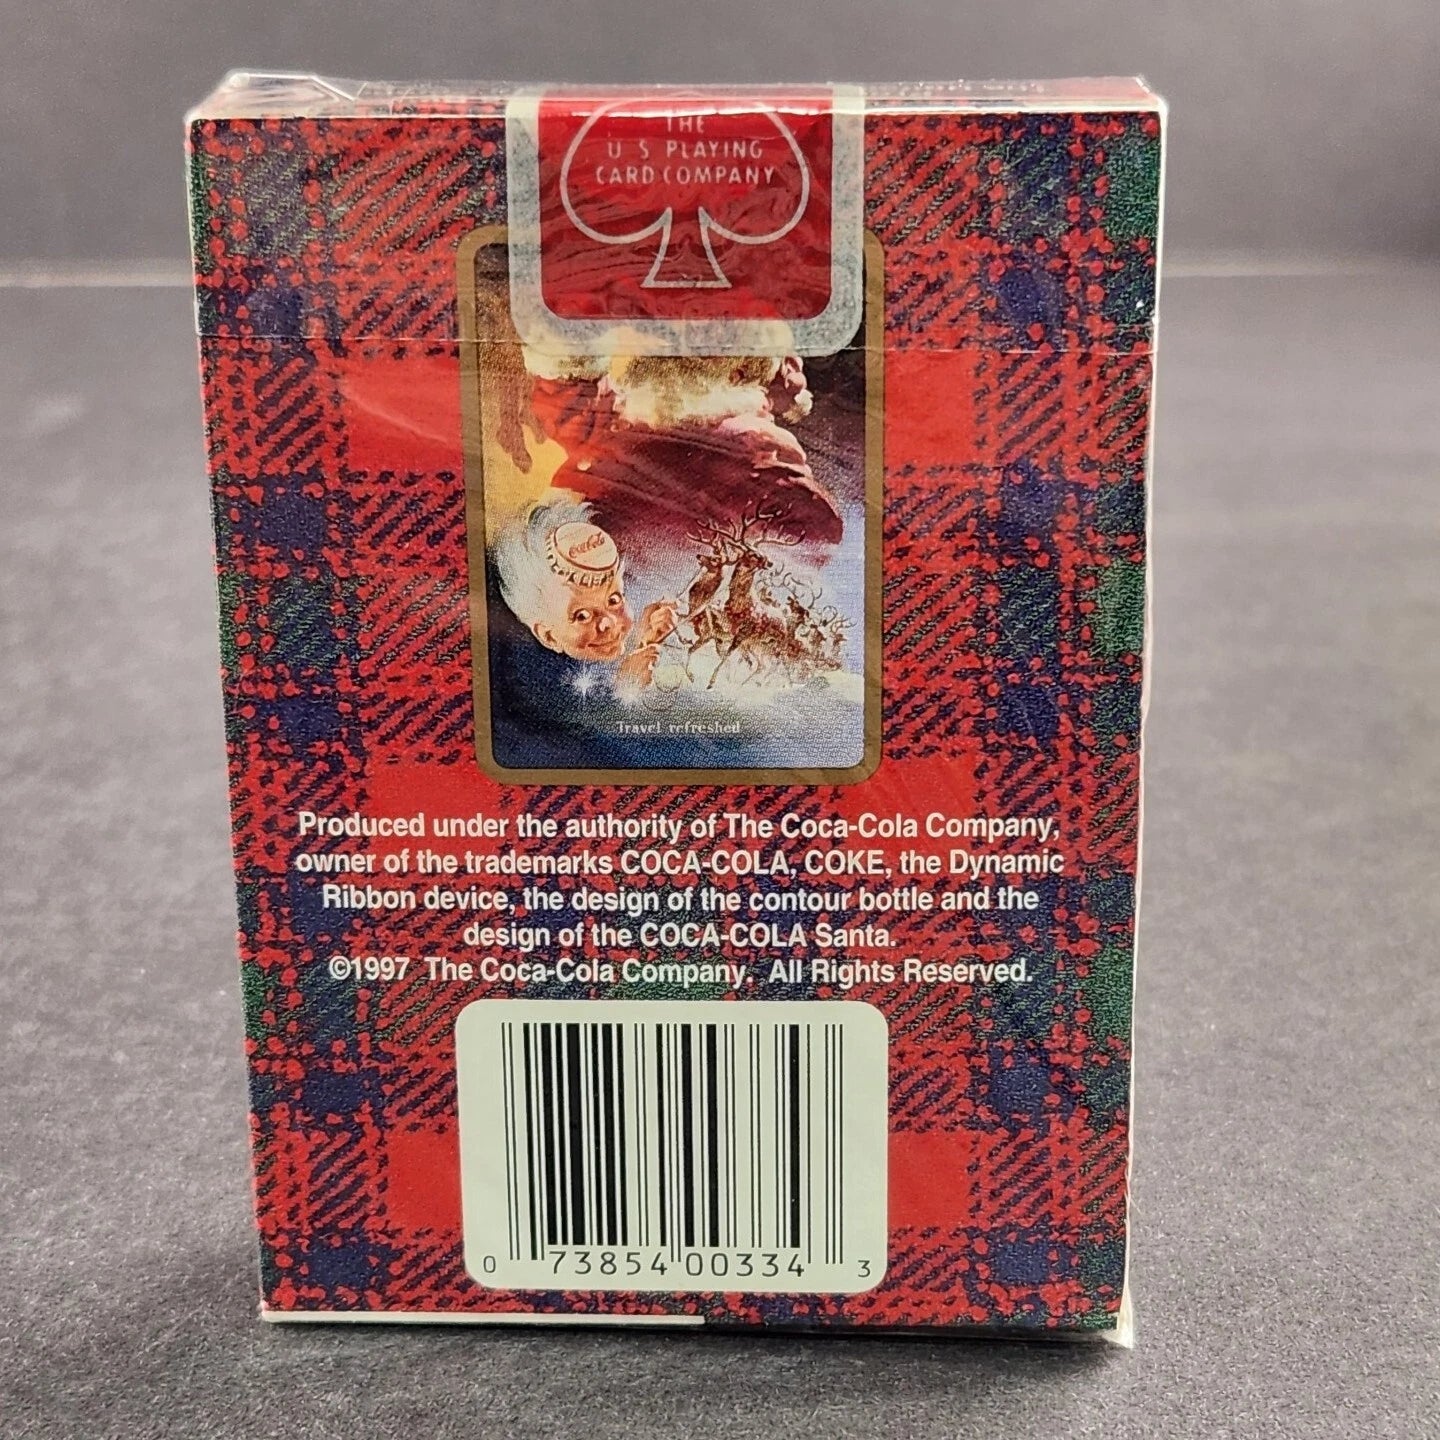 THE
U S PLAYING
CARD COMPANY
Coca-Cola
Travel refreshed
Produced under the authority of The Coca-Cola Company,
owner of the trademarks COCA-COLA, COKE, the Dynamic
Ribbon device, the design of the contour bottle and the
design of the COCA-COLA Santa.
©1997 The Coca-Cola Company. All Rights Reserved.
0 73854 00334 3